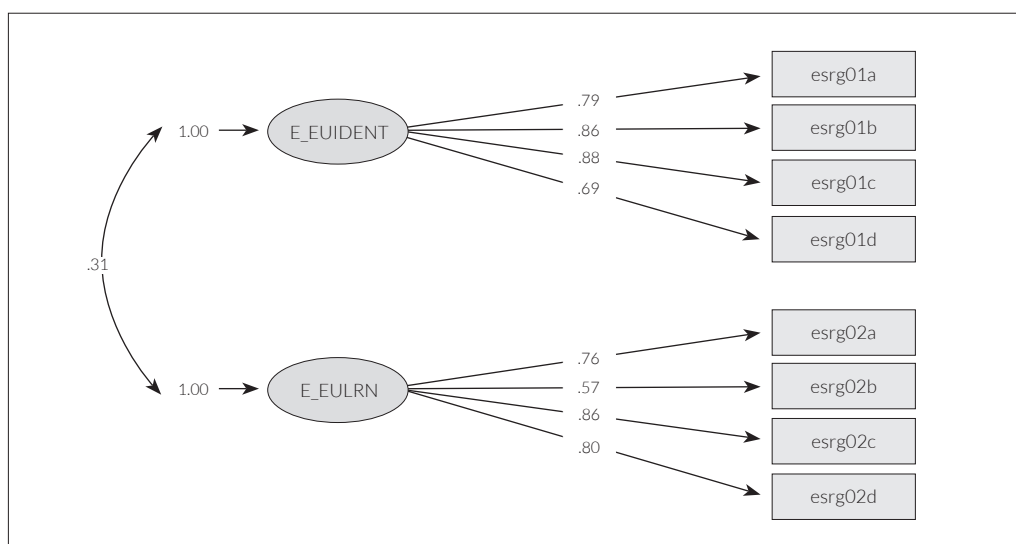 esrg01a
.79
1.00
E_EUIDENT
.86
esrg01b
.88
esrg01c
.69
esrg01d
.31
esrg02a
.76
1.00
E_EULRN
.57
esrg02b
.86
esrg02c
.80
esrg02d